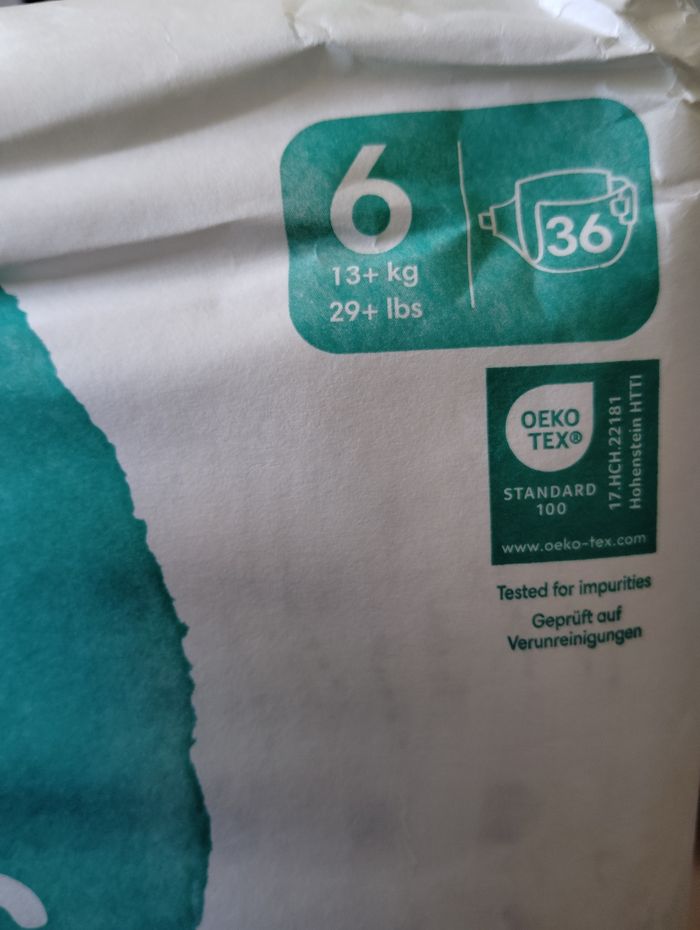 6
13+ kg
29+ lbs
36
OEKO
TEX®
STANDARD
100
17.HCH.22181
Hohenstein HTTI
www.oeko-tex.com
Tested for impurities
Geprüft auf
Verunreinigungen